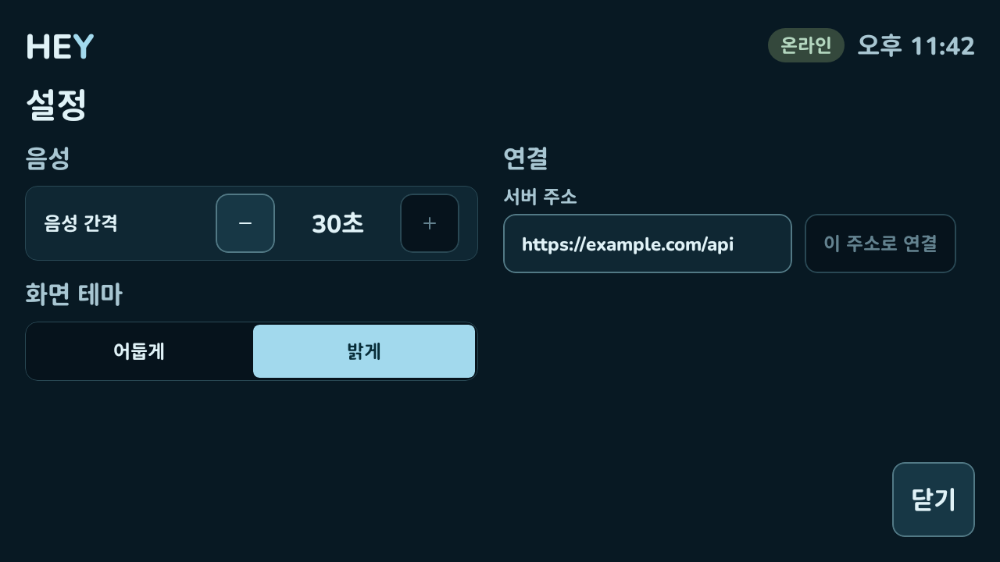 HEY
온라인 오후 11:42
설정
음성
음성 간격 − 30초 +
화면 테마
어둡게 밝게
연결
서버 주소
https://example.com/api 이 주소로 연결
닫기